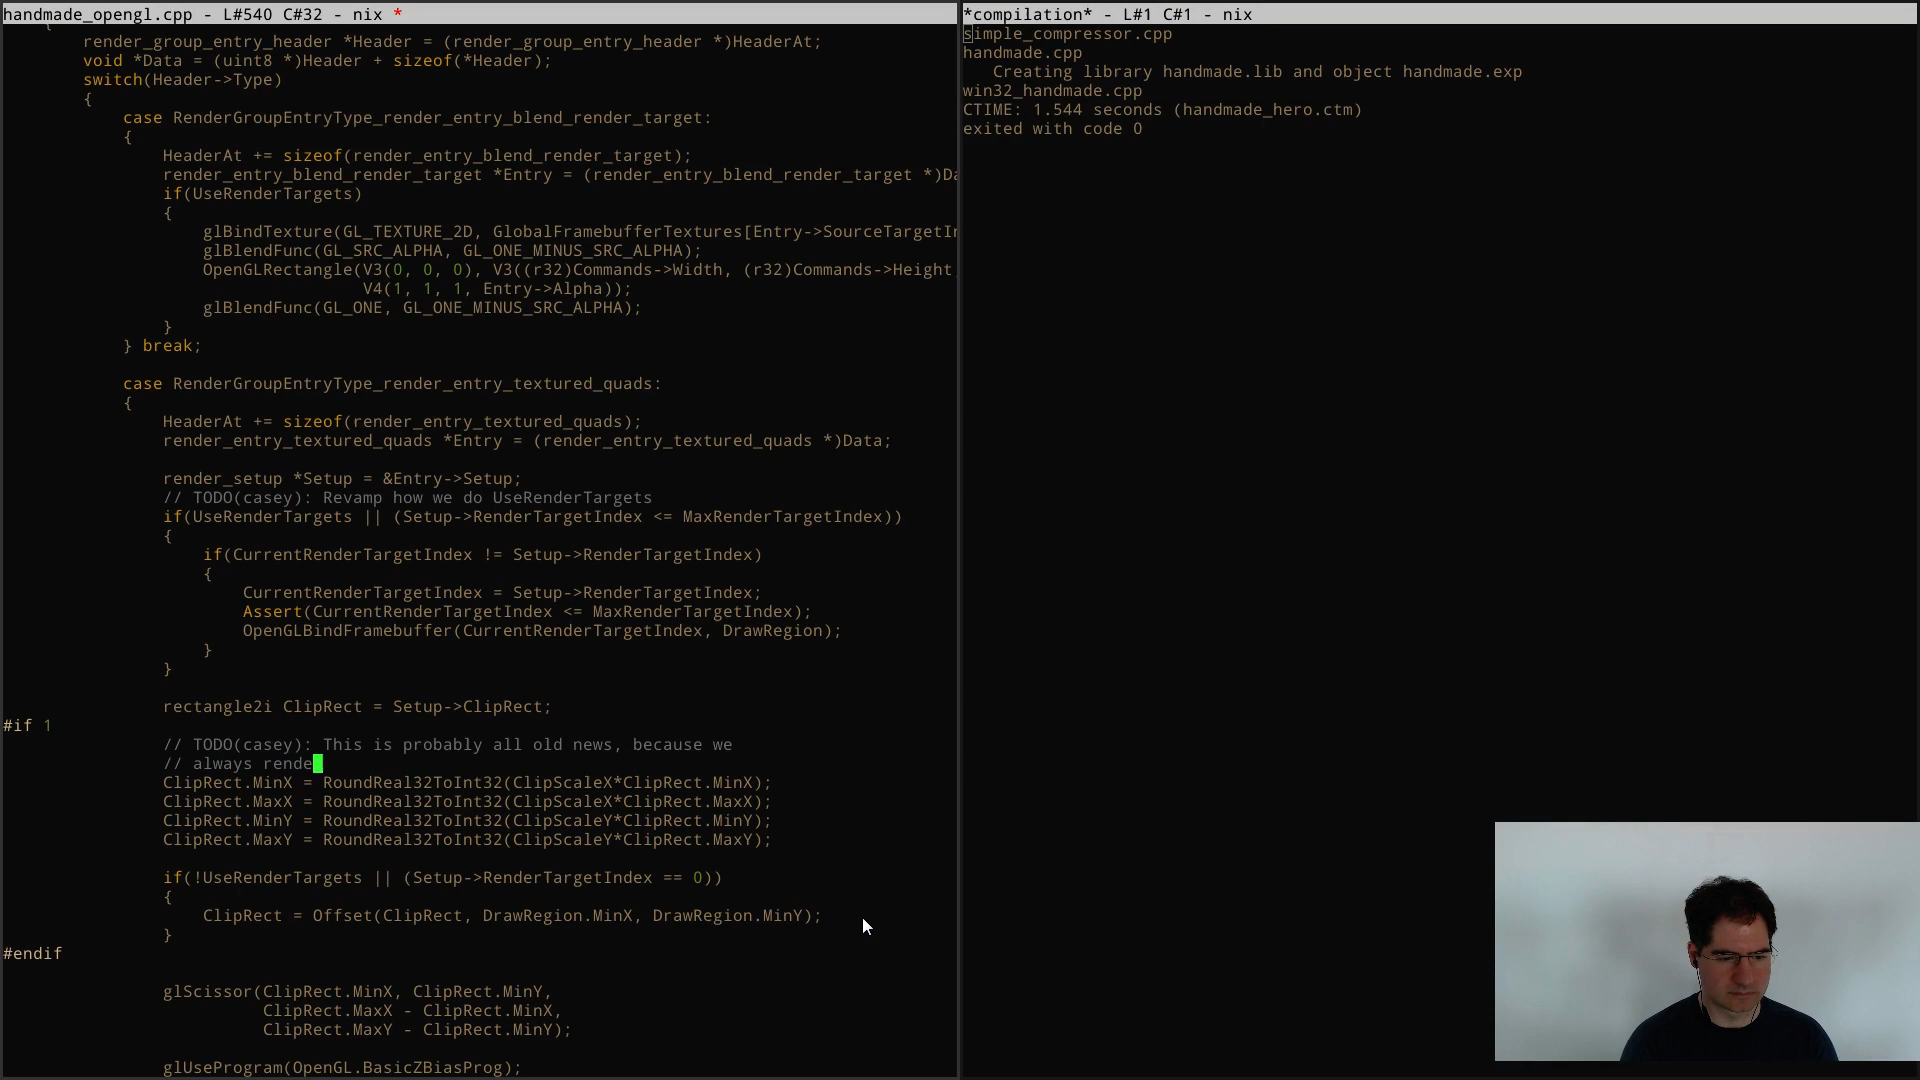 handmade_opengl.cpp - L#540 C#32 - nix *
{
render_group_entry_header *Header = (render_group_entry_header *)HeaderAt;
void *Data = (uint8 *)Header + sizeof(*Header);
switch(Header->Type)
{
case RenderGroupEntryType_render_entry_blend_render_target:
{
HeaderAt += sizeof(render_entry_blend_render_target);
render_entry_blend_render_target *Entry = (render_entry_blend_render_target *)Da
if(UseRenderTargets)
{
glBindTexture(GL_TEXTURE_2D, GlobalFramebufferTextures[Entry->SourceTargetIn
glBlendFunc(GL_SRC_ALPHA, GL_ONE_MINUS_SRC_ALPHA);
OpenGLRectangle(V3(0, 0, 0), V3((r32)Commands->Width, (r32)Commands->Height,
V4(1, 1, 1, Entry->Alpha));
glBlendFunc(GL_ONE, GL_ONE_MINUS_SRC_ALPHA);
}
} break;
case RenderGroupEntryType_render_entry_textured_quads:
{
HeaderAt += sizeof(render_entry_textured_quads);
render_entry_textured_quads *Entry = (render_entry_textured_quads *)Data;
render_setup *Setup = &Entry->Setup;
// TODO(casey): Revamp how we do UseRenderTargets
if(UseRenderTargets || (Setup->RenderTargetIndex <= MaxRenderTargetIndex))
{
if(CurrentRenderTargetIndex != Setup->RenderTargetIndex)
{
CurrentRenderTargetIndex = Setup->RenderTargetIndex;
Assert(CurrentRenderTargetIndex <= MaxRenderTargetIndex);
OpenGLBindFramebuffer(CurrentRenderTargetIndex, DrawRegion);
}
}
rectangle2i ClipRect = Setup->ClipRect;
#if 1
// TODO(casey): This is probably all old news, because we
// always rende
ClipRect.MinX = RoundReal32ToInt32(ClipScaleX*ClipRect.MinX);
ClipRect.MaxX = RoundReal32ToInt32(ClipScaleX*ClipRect.MaxX);
ClipRect.MinY = RoundReal32ToInt32(ClipScaleY*ClipRect.MinY);
ClipRect.MaxY = RoundReal32ToInt32(ClipScaleY*ClipRect.MaxY);
if(!UseRenderTargets || (Setup->RenderTargetIndex == 0))
{
ClipRect = Offset(ClipRect, DrawRegion.MinX, DrawRegion.MinY);
}
#endif
glScissor(ClipRect.MinX, ClipRect.MinY,
ClipRect.MaxX - ClipRect.MinX,
ClipRect.MaxY - ClipRect.MinY);
glUseProgram(OpenGL.BasicZBiasProg);
*compilation* - L#1 C#1 - nix
simple_compressor.cpp
handmade.cpp
Creating library handmade.lib and object handmade.exp
win32_handmade.cpp
CTIME: 1.544 seconds (handmade_hero.ctm)
exited with code 0